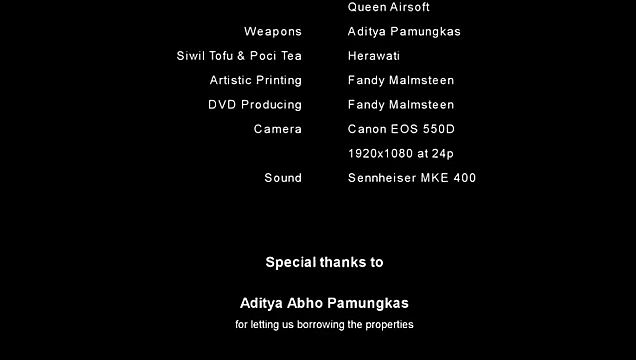 Queen Airsoft
Weapons Aditya Pamungkas
Siwil Tofu & Poci Tea Herawati
Artistic Printing Fandy Malmsteen
DVD Producing Fandy Malmsteen
Camera Canon EOS 550D
1920x1080 at 24p
Sound Sennheiser MKE 400
Special thanks to
Aditya Abho Pamungkas
for letting us borrowing the properties